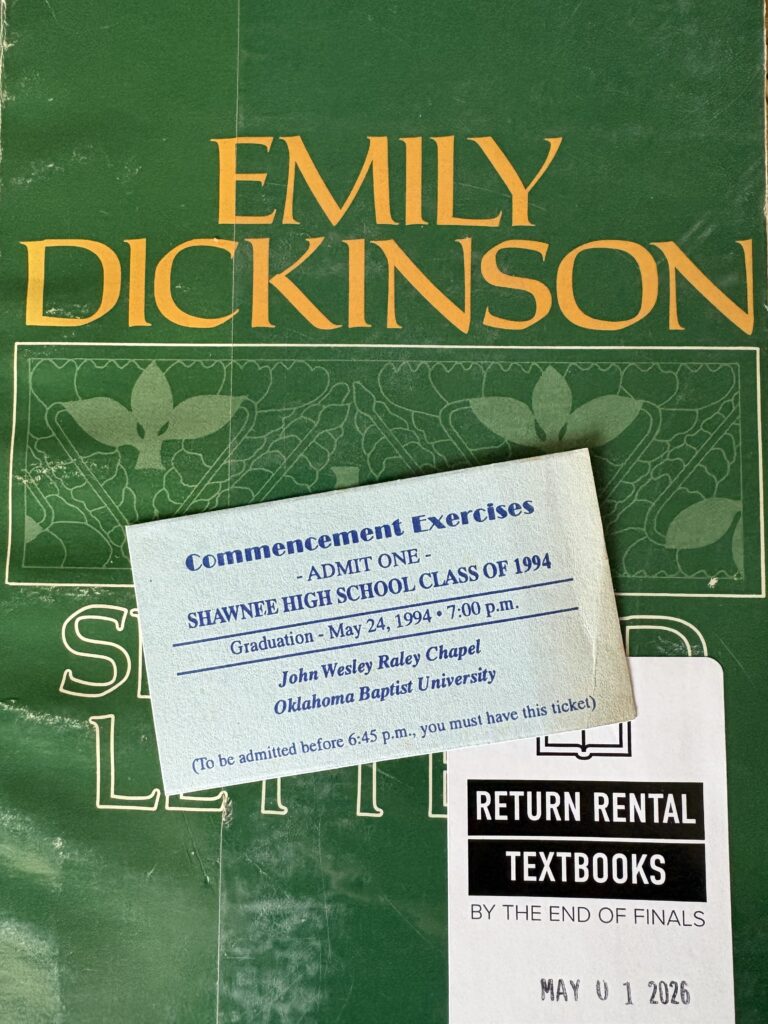 EMILY
DICKINSON
Commencement Exercises
- ADMIT ONE -
SHAWNEE HIGH SCHOOL CLASS OF 1994
Graduation - May 24, 1994 • 7:00 p.m.
John Wesley Raley Chapel
Oklahoma Baptist University
(To be admitted before 6:45 p.m., you must have this ticket)
RETURN RENTAL
TEXTBOOKS
BY THE END OF FINALS
MAY 01 2026